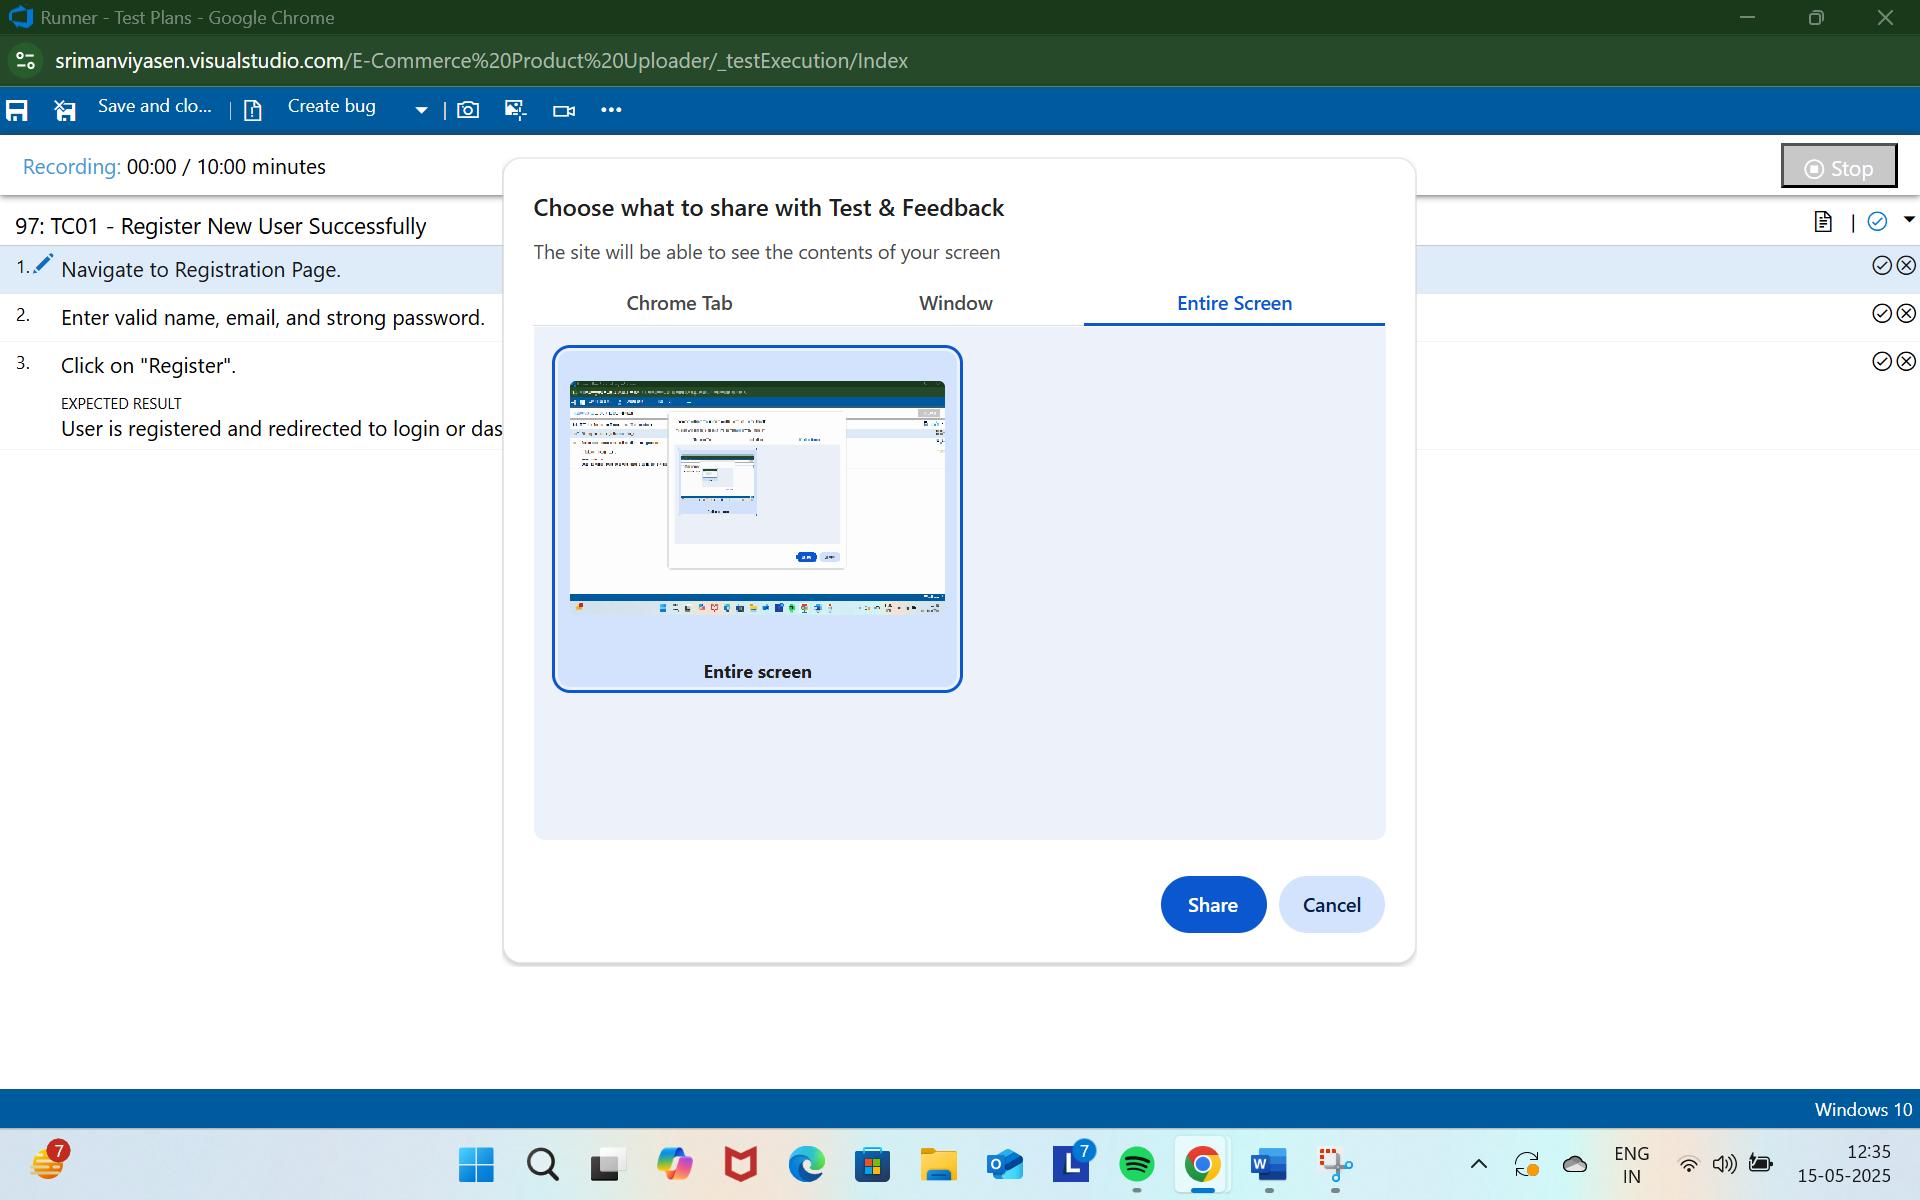 Runner - Test Plans - Google Chrome
srimanviyasen.visualstudio.com/E-Commerce%20Product%20Uploader/_testExecution/Index
Save and clo... | Create bug |
Recording: 00:00 / 10:00 minutes
Stop
97: TC01 - Register New User Successfully
1. Navigate to Registration Page.
2. Enter valid name, email, and strong password.
3. Click on "Register".
EXPECTED RESULT
User is registered and redirected to login or das
Choose what to share with Test & Feedback
The site will be able to see the contents of your screen
Chrome Tab Window Entire Screen
Entire screen
Share Cancel
Windows 10
7
7
ENG
IN
12:35
15-05-2025